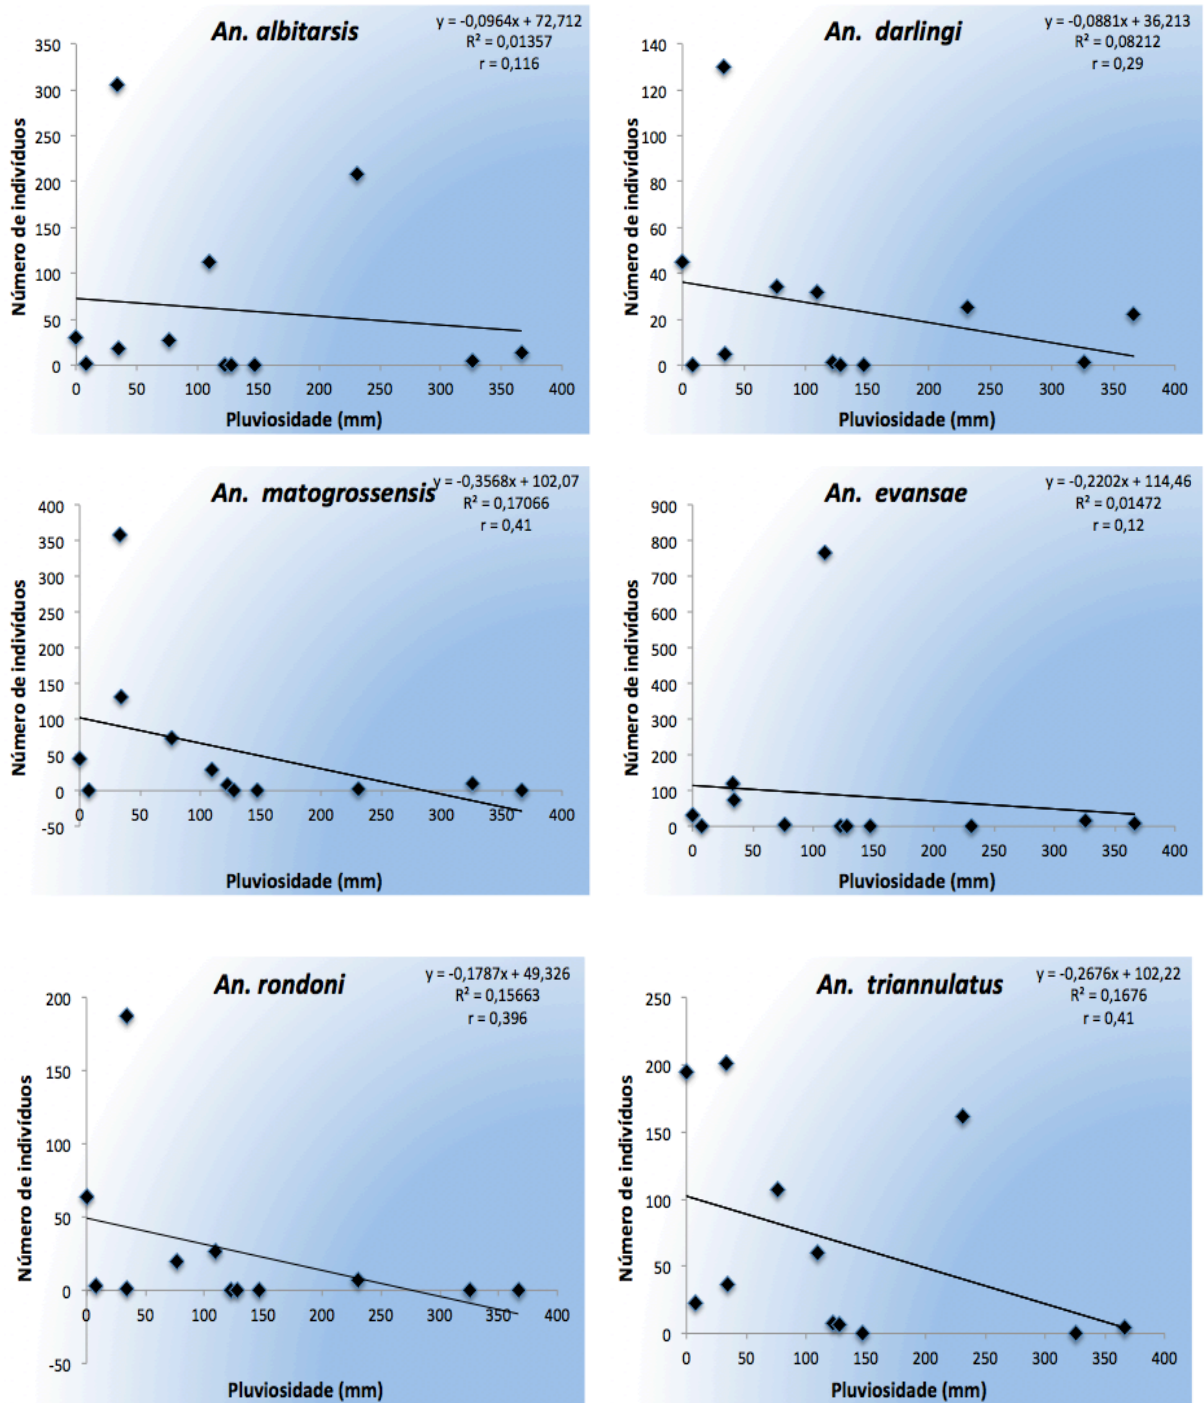 An. albitarsis
y = -0,0964x + 72,712
R² = 0,01357
r = 0,116
Número de indivíduos
350
300
250
200
150
100
50
0
0 50 100 150 200 250 300 350 400
Pluviosidade (mm)
An. darlingi
y = -0,0881x + 36,213
R² = 0,08212
r = 0,29
Número de indivíduos
140
120
100
80
60
40
20
0
0 50 100 150 200 250 300 350 400
Pluviosidade (mm)
An. matogrossensis
y = -0,3568x + 102,07
R² = 0,17066
r = 0,41
Número de indivíduos
400
350
300
250
200
150
100
50
0
-50
0 50 100 150 200 250 300 350 400
Pluviosidade (mm)
An. evansae
y = -0,2202x + 114,46
R² = 0,01472
r = 0,12
Número de indivíduos
900
800
700
600
500
400
300
200
100
0
0 50 100 150 200 250 300 350 400
Pluviosidade (mm)
An. rondoni
y = -0,1787x + 49,326
R² = 0,15663
r = 0,396
Número de indivíduos
200
150
100
50
0
-50
0 50 100 150 200 250 300 350 400
Pluviosidade (mm)
An. triannulatus
y = -0,2676x + 102,22
R² = 0,1676
r = 0,41
Número de indivíduos
250
200
150
100
50
0
0 50 100 150 200 250 300 350 400
Pluviosidade (mm)